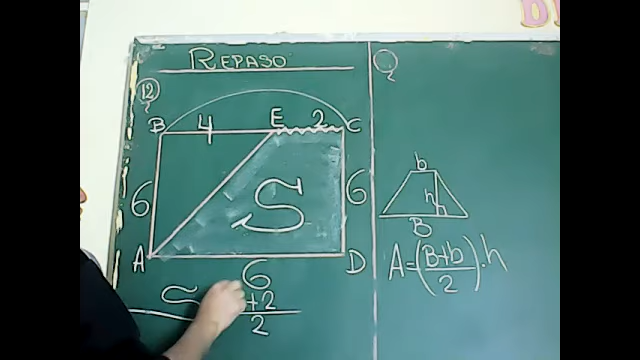 REPASO
12
B 4 E 2 C
6 S 6
A 6 D
+2
2
b
h
B
A=(B+b/2).h